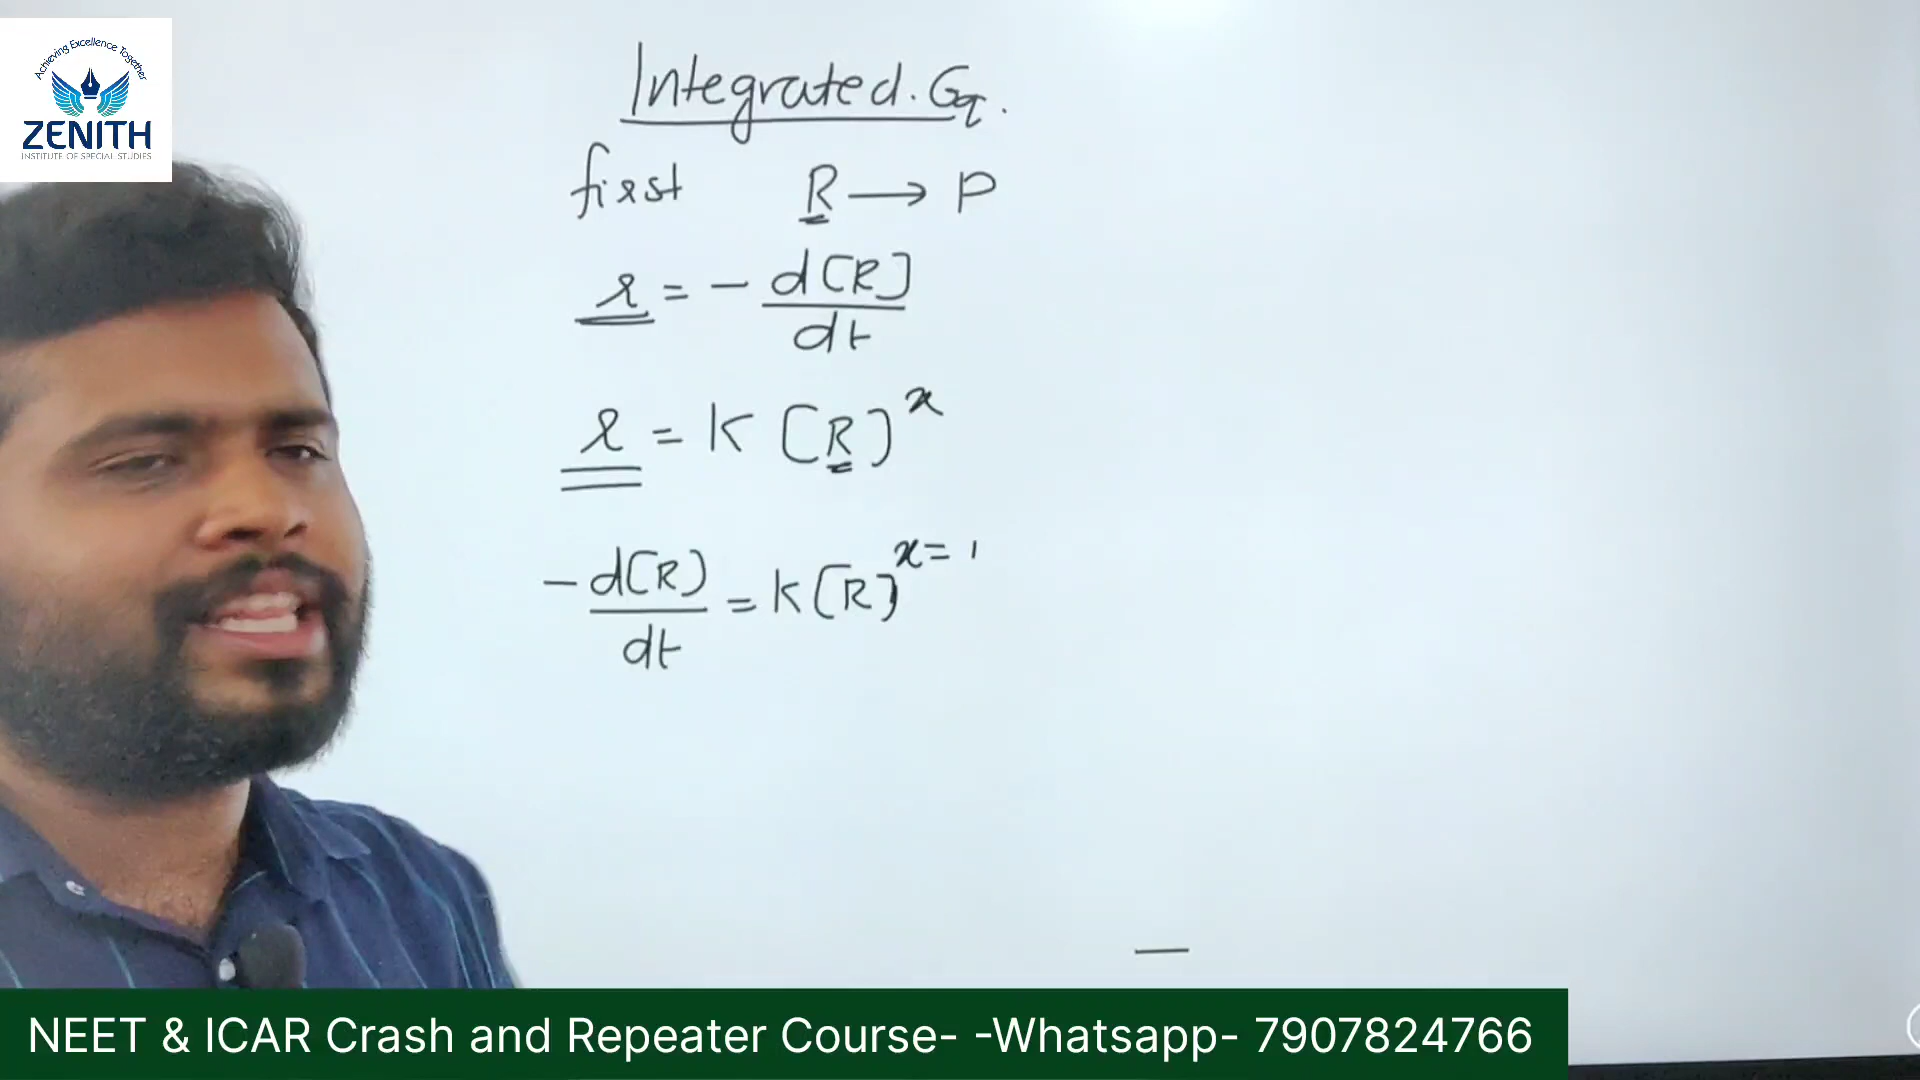 Achieving Excellence Together
ZENITH
INSTITUTE OF SPECIAL STUDIES
Integrated. Eq.
first R → P
r = - d[R]
dt
r = K [R]^x
- d[R] = K [R]^x = 1
dt
NEET & ICAR Crash and Repeater Course- -Whatsapp- 7907824766